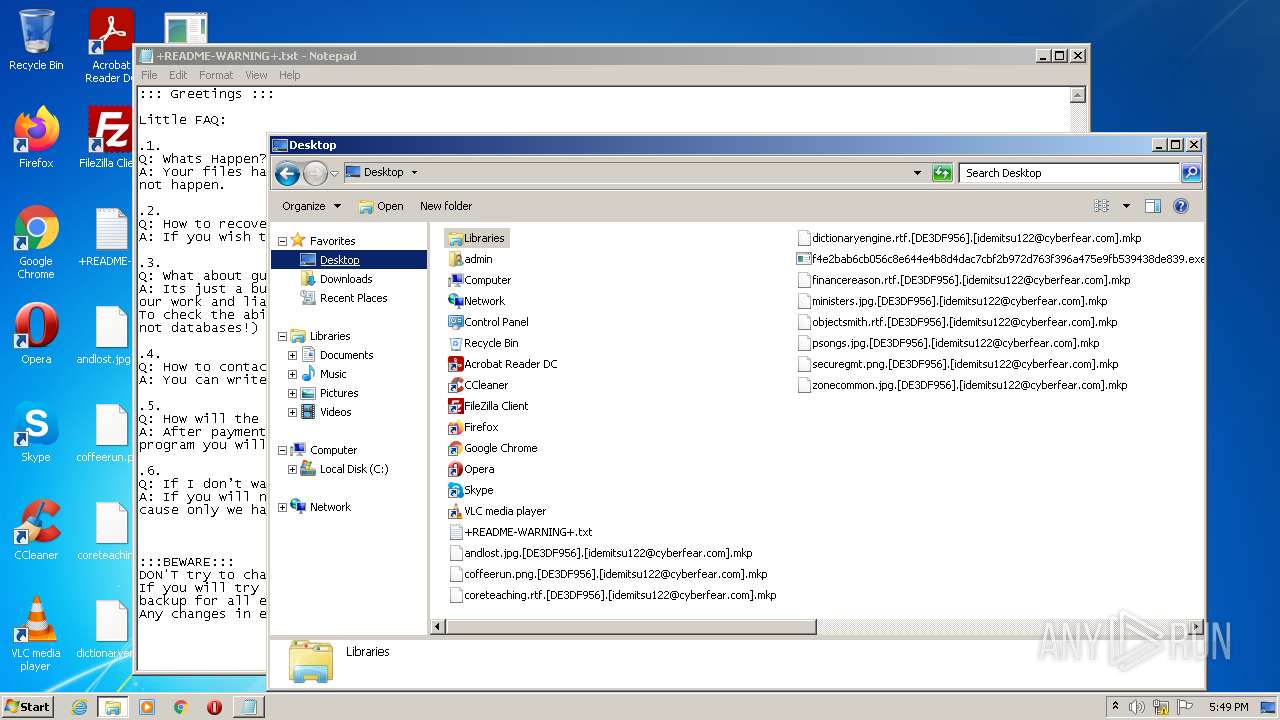 Recycle Bin
Acrobat
Reader DC
Firefox
FileZilla Clie
Google
Chrome
+README-
Opera
andlost.jpg
Skype
coffeerun.p
CCleaner
coreteaching
VLC media
player
dictionaryen
+README-WARNING+.txt - Notepad
File Edit Format View Help
::: Greetings :::
Little FAQ:
.1.
Q: Whats Happen?
A: Your files ha
not happen.
.2.
Q: How to recove
A: If you wish t
.3.
Q: What about gu
A: Its just a bu
our work and lia
To check the abi
not databases!)
.4.
Q: How to contac
A: You can write
.5.
Q: How will the
A: After payment
program you will
.6.
Q: If I don't wa
A: If you will n
cause only we ha
:::BEWARE:::
DON'T try to cha
If you will try
backup for all e
Any changes in e
Desktop
Desktop
Search Desktop
Organize Open New folder
Favorites
Desktop
Downloads
Recent Places
Libraries
Documents
Music
Pictures
Videos
Computer
Local Disk (C:)
Network
Libraries
admin
Computer
Network
Control Panel
Recycle Bin
Acrobat Reader DC
CCleaner
FileZilla Client
Firefox
Google Chrome
Opera
Skype
VLC media player
+README-WARNING+.txt
andlost.jpg.[DE3DF956].[idemitsu122@cyberfear.com].mkp
coffeerun.png.[DE3DF956].[idemitsu122@cyberfear.com].mkp
coreteaching.rtf.[DE3DF956].[idemitsu122@cyberfear.com].mkp
dictionaryengine.rtf.[DE3DF956].[idemitsu122@cyberfear.com].mkp
financereason.rtf.[DE3DF956].[idemitsu122@cyberfear.com].mkp
ministers.jpg.[DE3DF956].[idemitsu122@cyberfear.com].mkp
objectsmith.rtf.[DE3DF956].[idemitsu122@cyberfear.com].mkp
psongs.jpg.[DE3DF956].[idemitsu122@cyberfear.com].mkp
securegmt.png.[DE3DF956].[idemitsu122@cyberfear.com].mkp
zonecommon.jpg.[DE3DF956].[idemitsu122@cyberfear.com].mkp
Libraries
ANY RUN
Start
5:49 PM